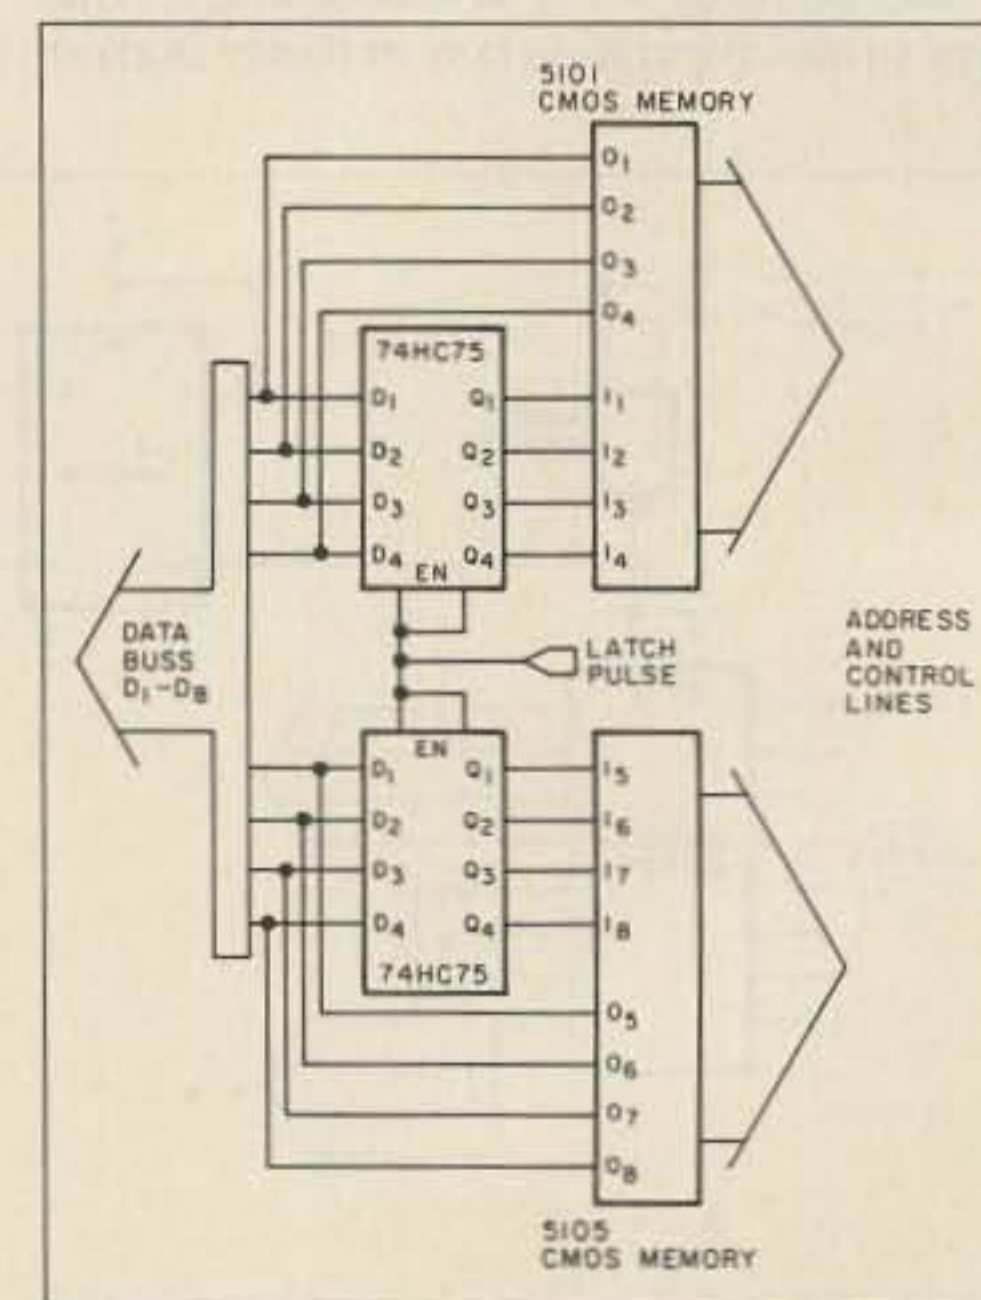 5101
CMOS MEMORY
O1
O2
O3
O4
74HC75
D1 Q1 I1
D2 Q2 I2
D3 Q3 I3
D4 Q4 I4
EN
DATA
BUSS
D1-D8
LATCH
PULSE
ADDRESS
AND
CONTROL
LINES
EN
D1 Q1 I5
D2 Q2 I6
D3 Q3 I7
D4 Q4 I8
74HC75
O5
O6
O7
O8
5105
CMOS MEMORY